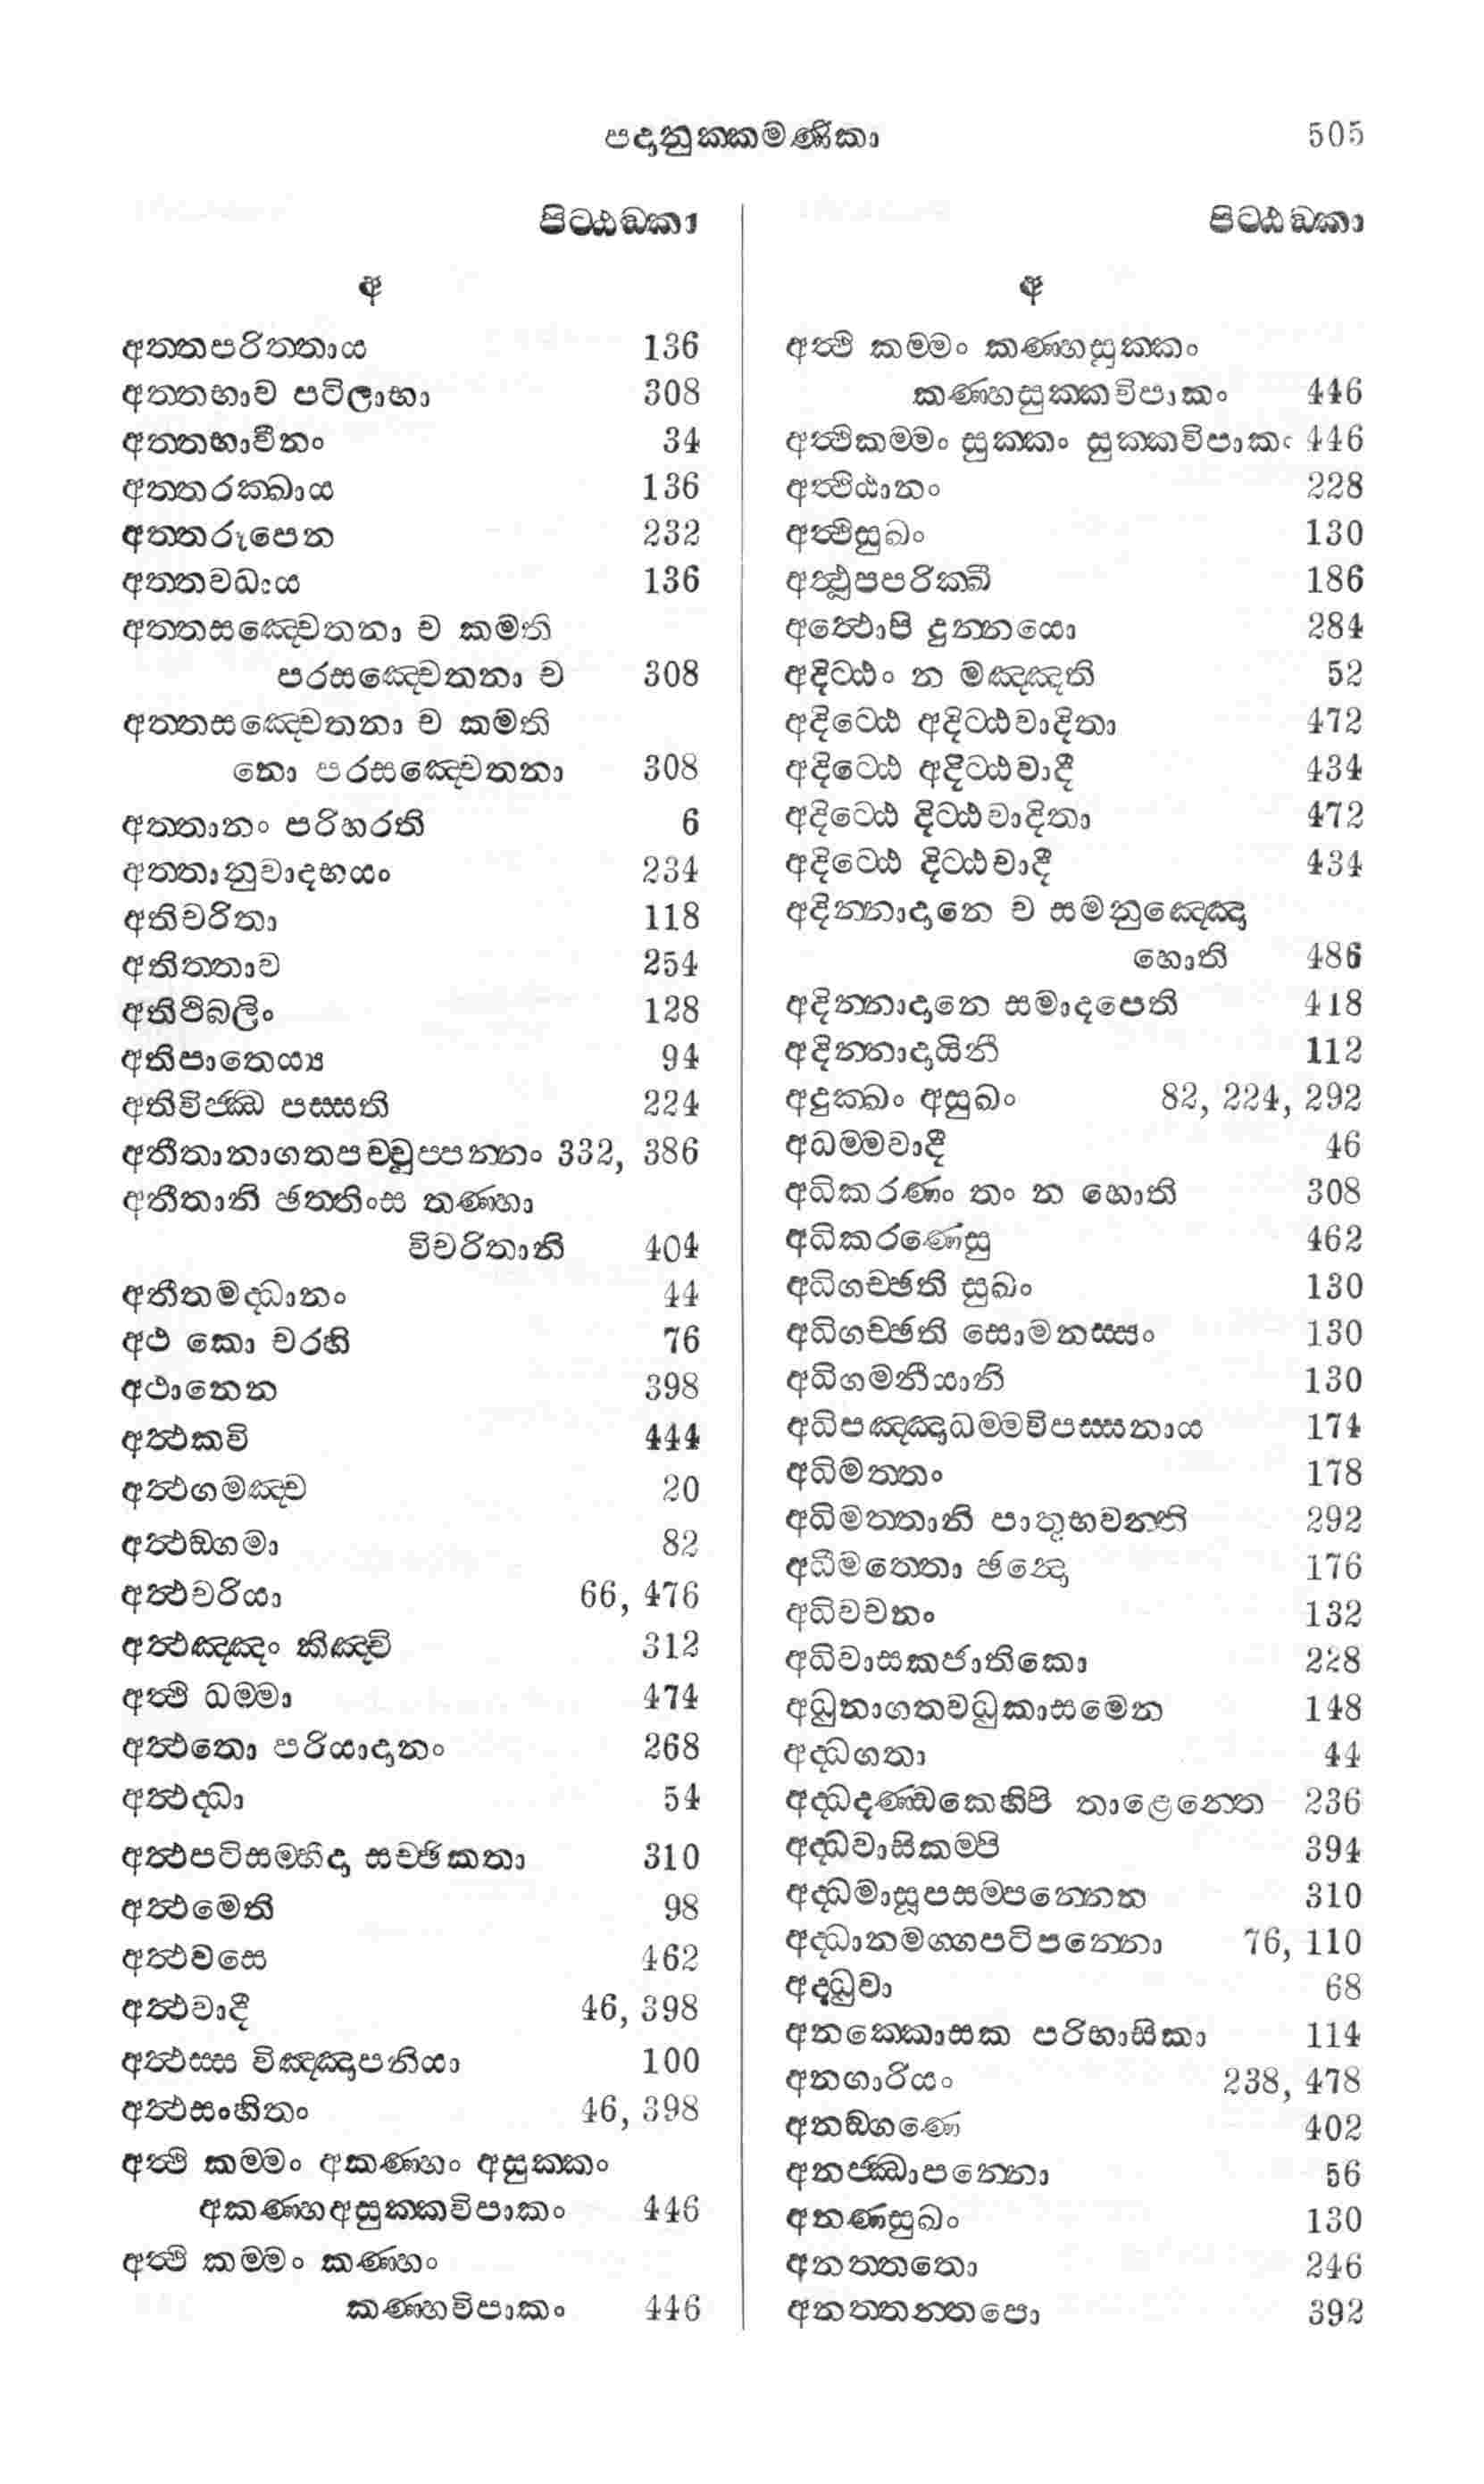 පදානුක්කමණිකා 505
පිට්ඨඞ්කා
අ
අත්තපරිත්තාය 136
අත්තභාව පටිලාභා 308
අත්තභාවීනං 34
අත්තරක්ඛාය 136
අත්තරූපෙන 232
අත්තවධාය 136
අත්තසඤ්චෙතනා ච කමති
පරසඤ්චෙතනා ච 308
අත්තසඤ්චෙතනා ච කමති
නො පරසඤ්චෙතනා 308
අත්තානං පරිහරති 6
අත්තානුවාදභයං 234
අතිචරිතා 118
අතිත්තාව 254
අතිථිබලිං 128
අතිපාතෙය්‍ය 94
අතිවිජ්ඣ පස්සති 224
අතීතානාගතපච්චුප්පන්නං 332, 386
අතීතානි ඡත්තිංස තණ්හා
විචරිතානි 404
අතීතමද්ධානං 44
අථ කො චරහි 76
අථානෙන 398
අත්ථකවි 444
අත්ථගමඤ්ච 20
අත්ථඞ්ගමා 82
අත්ථචරියා 66, 476
අත්ථඤ්ඤං කිඤ්චි 312
අත්ථි ධම්මා 474
අත්ථතො පරියාදානං 268
අත්ථද්ධා 54
අත්ථපටිසම්භිදා සච්ඡිකතා 310
අත්ථමෙති 98
අත්ථවසෙ 462
අත්ථවාදී 46, 398
අත්ථස්ස විඤ්ඤාපනියා 100
අත්ථසංහිතං 46, 398
අත්ථි කම්මං අකණ්හං අසුක්කං
අකණ්හඅසුක්කවිපාකං 446
අත්ථි කම්මං කණ්හං
කණ්හවිපාකං 446
පිට්ඨඞ්කා
අ
අත්ථි කම්මං කණ්හසුක්කං
කණ්හසුක්කවිපාකං 446
අත්ථිකම්මං සුක්කං සුක්කවිපාකං 446
අත්ථිඨානං 228
අත්ථිසුඛං 130
අත්ථූපපරික්ඛී 186
අත්ථොපි දුන්නයො 284
අදිට්ඨං න මඤ්ඤති 52
අදිට්ඨෙ අදිට්ඨවාදිතා 472
අදිට්ඨෙ අදිට්ඨවාදී 434
අදිට්ඨෙ දිට්ඨවාදිතා 472
අදිට්ඨෙ දිට්ඨවාදී 434
අදින්නාදානෙ ච සමනුඤ්ඤො
හොති 486
අදින්නාදානෙ සමාදපෙති 418
අදින්නාදායිනී 112
අදුක්ඛං අසුඛං 82, 224, 292
අධම්මවාදී 46
අධිකරණං තං න හොති 308
අධිකරණෙසු 462
අධිගච්ඡති සුඛං 130
අධිගච්ඡති සොමනස්සං 130
අධිගමනීයානි 130
අධිපඤ්ඤාධම්මවිපස්සනාය 174
අධිමත්තං 178
අධිමත්තානි පාතුභවන්ති 292
අධිමත්තො ඡන්දො 176
අධිවචනං 132
අධිවාසකජාතිකො 228
අධුනාගතවධුකාසමෙන 148
අද්ධගතා 44
අද්ධදණ්ඩකෙහිපි තාළෙන්තෙ 236
අද්ධවාසිකම්පි 394
අද්ධමාසූපසම්පන්නෙන 310
අද්ධානමග්ගපටිපන්නො 76, 110
අද්ධුවා 68
අනක්කොසක පරිභාසිකා 114
අනගාරියං 238, 478
අනඞ්ගණෙ 402
අනජ්ඣාපන්නො 56
අනණසුඛං 130
අනත්තතො 246
අනත්තන්තපො 392